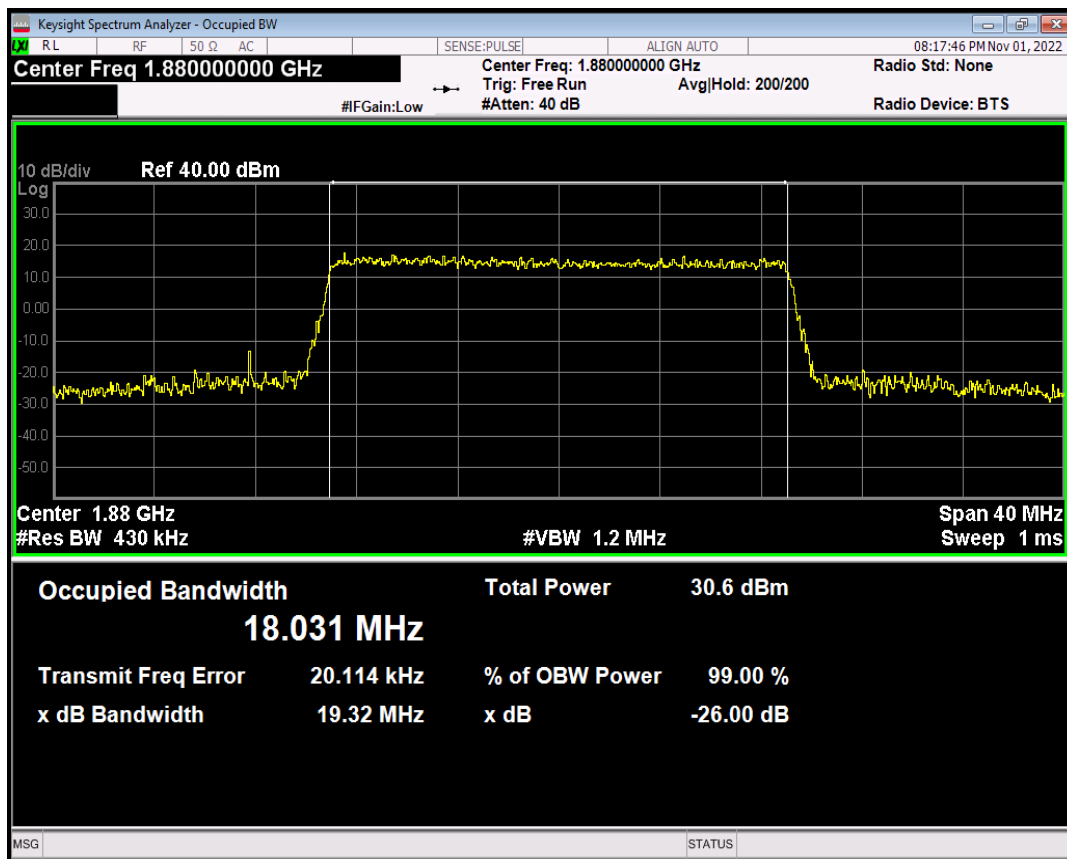 Keysight Spectrum Analyzer - Occupied BW
LXI RL RF 50 Ω AC SENSE:PULSE ALIGN AUTO 08:17:46 PM Nov 01, 2022
Center Freq 1.880000000 GHz Center Freq: 1.880000000 GHz Radio Std: None
Trig: Free Run Avg|Hold: 200/200
#IFGain:Low #Atten: 40 dB Radio Device: BTS
10 dB/div Ref 40.00 dBm
Log
30.0
20.0
10.0
0.00
-10.0
-20.0
-30.0
-40.0
-50.0
Center 1.88 GHz Span 40 MHz
#Res BW 430 kHz #VBW 1.2 MHz Sweep 1 ms
Occupied Bandwidth Total Power 30.6 dBm
18.031 MHz
Transmit Freq Error 20.114 kHz % of OBW Power 99.00 %
x dB Bandwidth 19.32 MHz x dB -26.00 dB
MSG STATUS